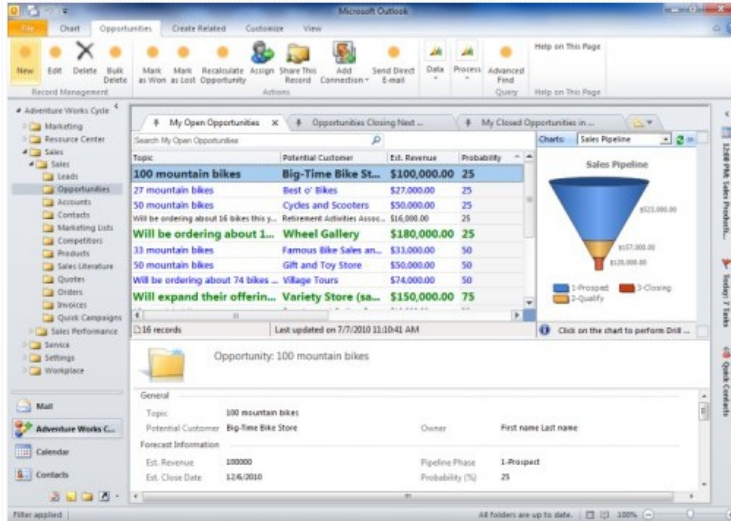 Microsoft Outlook
File Chart Opportunities Create Related Customize View
New Edit Delete Bulk Delete
Mark as Won Mark as Lost Recalculate Opportunity Assign Share This Record Add Connection Send Direct E-mail
Data Process Advanced Find
Help on This Page
Record Management Actions Query Help on This Page
Adventure Works Cycle
Marketing
Resource Center
Sales
Sales
Leads
Opportunities
Accounts
Contacts
Marketing Lists
Competitors
Products
Sales Literature
Quotes
Orders
Invoices
Quick Campaigns
Sales Performance
Service
Settings
Workplace
Mail
Adventure Works C...
Calendar
Contacts
My Open Opportunities X Opportunities Closing Next ... My Closed Opportunities in ...
Search My Open Opportunities
Topic Potential Customer Est. Revenue Probability
100 mountain bikes Big-Time Bike St... $100,000.00 25
27 mountain bikes Best o' Bikes $27,000.00 25
50 mountain bikes Cycles and Scooters $50,000.00 25
Will be ordering about 16 bikes this y... Retirement Activities Assoc... $16,000.00 25
Will be ordering about 1... Wheel Gallery $180,000.00 25
33 mountain bikes Famous Bike Sales an... $33,000.00 50
50 mountain bikes Gift and Toy Store $50,000.00 50
Will be ordering about 74 bikes ... Village Tours $74,000.00 50
Will expand their offerin... Variety Store (sa... $150,000.00 75
16 records Last updated on 7/7/2010 11:10:41 AM
Charts: Sales Pipeline
Sales Pipeline
$523,000.00
$157,000.00
1-Prospect 3-Closing
2-Qualify
Click on the chart to perform Drill ...
Opportunity: 100 mountain bikes
General
Topic 100 mountain bikes
Potential Customer Big-Time Bike Store Owner First name Last name
Forecast Information
Est. Revenue 100000 Pipeline Phase 1-Prospect
Est. Close Date 12/6/2010 Probability (%) 25
12:00 PM: Sales Producti...
Today: 7 Tasks
Quick Contacts
Filter applied All folders are up to date. 100%